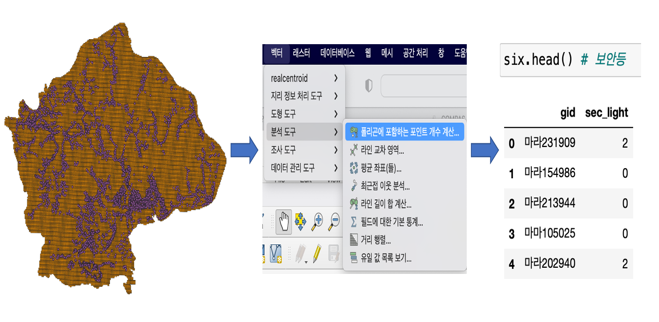 벡터 래스터 데이터베이스 웹 메시 공간 처리 창 도움
realcentroid
지리 정보 처리 도구
도형 도구
분석 도구
조사 도구
데이터 관리 도구
폴리곤에 포함하는 포인트 개수 계산...
라인 교차 영역...
평균 좌표(들)...
최근접 이웃 분석...
라인 길이 합 계산...
필드에 대한 기본 통계...
거리 행렬...
유일 값 목록 보기...
six.head() # 보안등
gid sec_light
0 마라231909 2
1 마라154986 0
2 마라213944 0
3 마마105025 0
4 마라202940 2